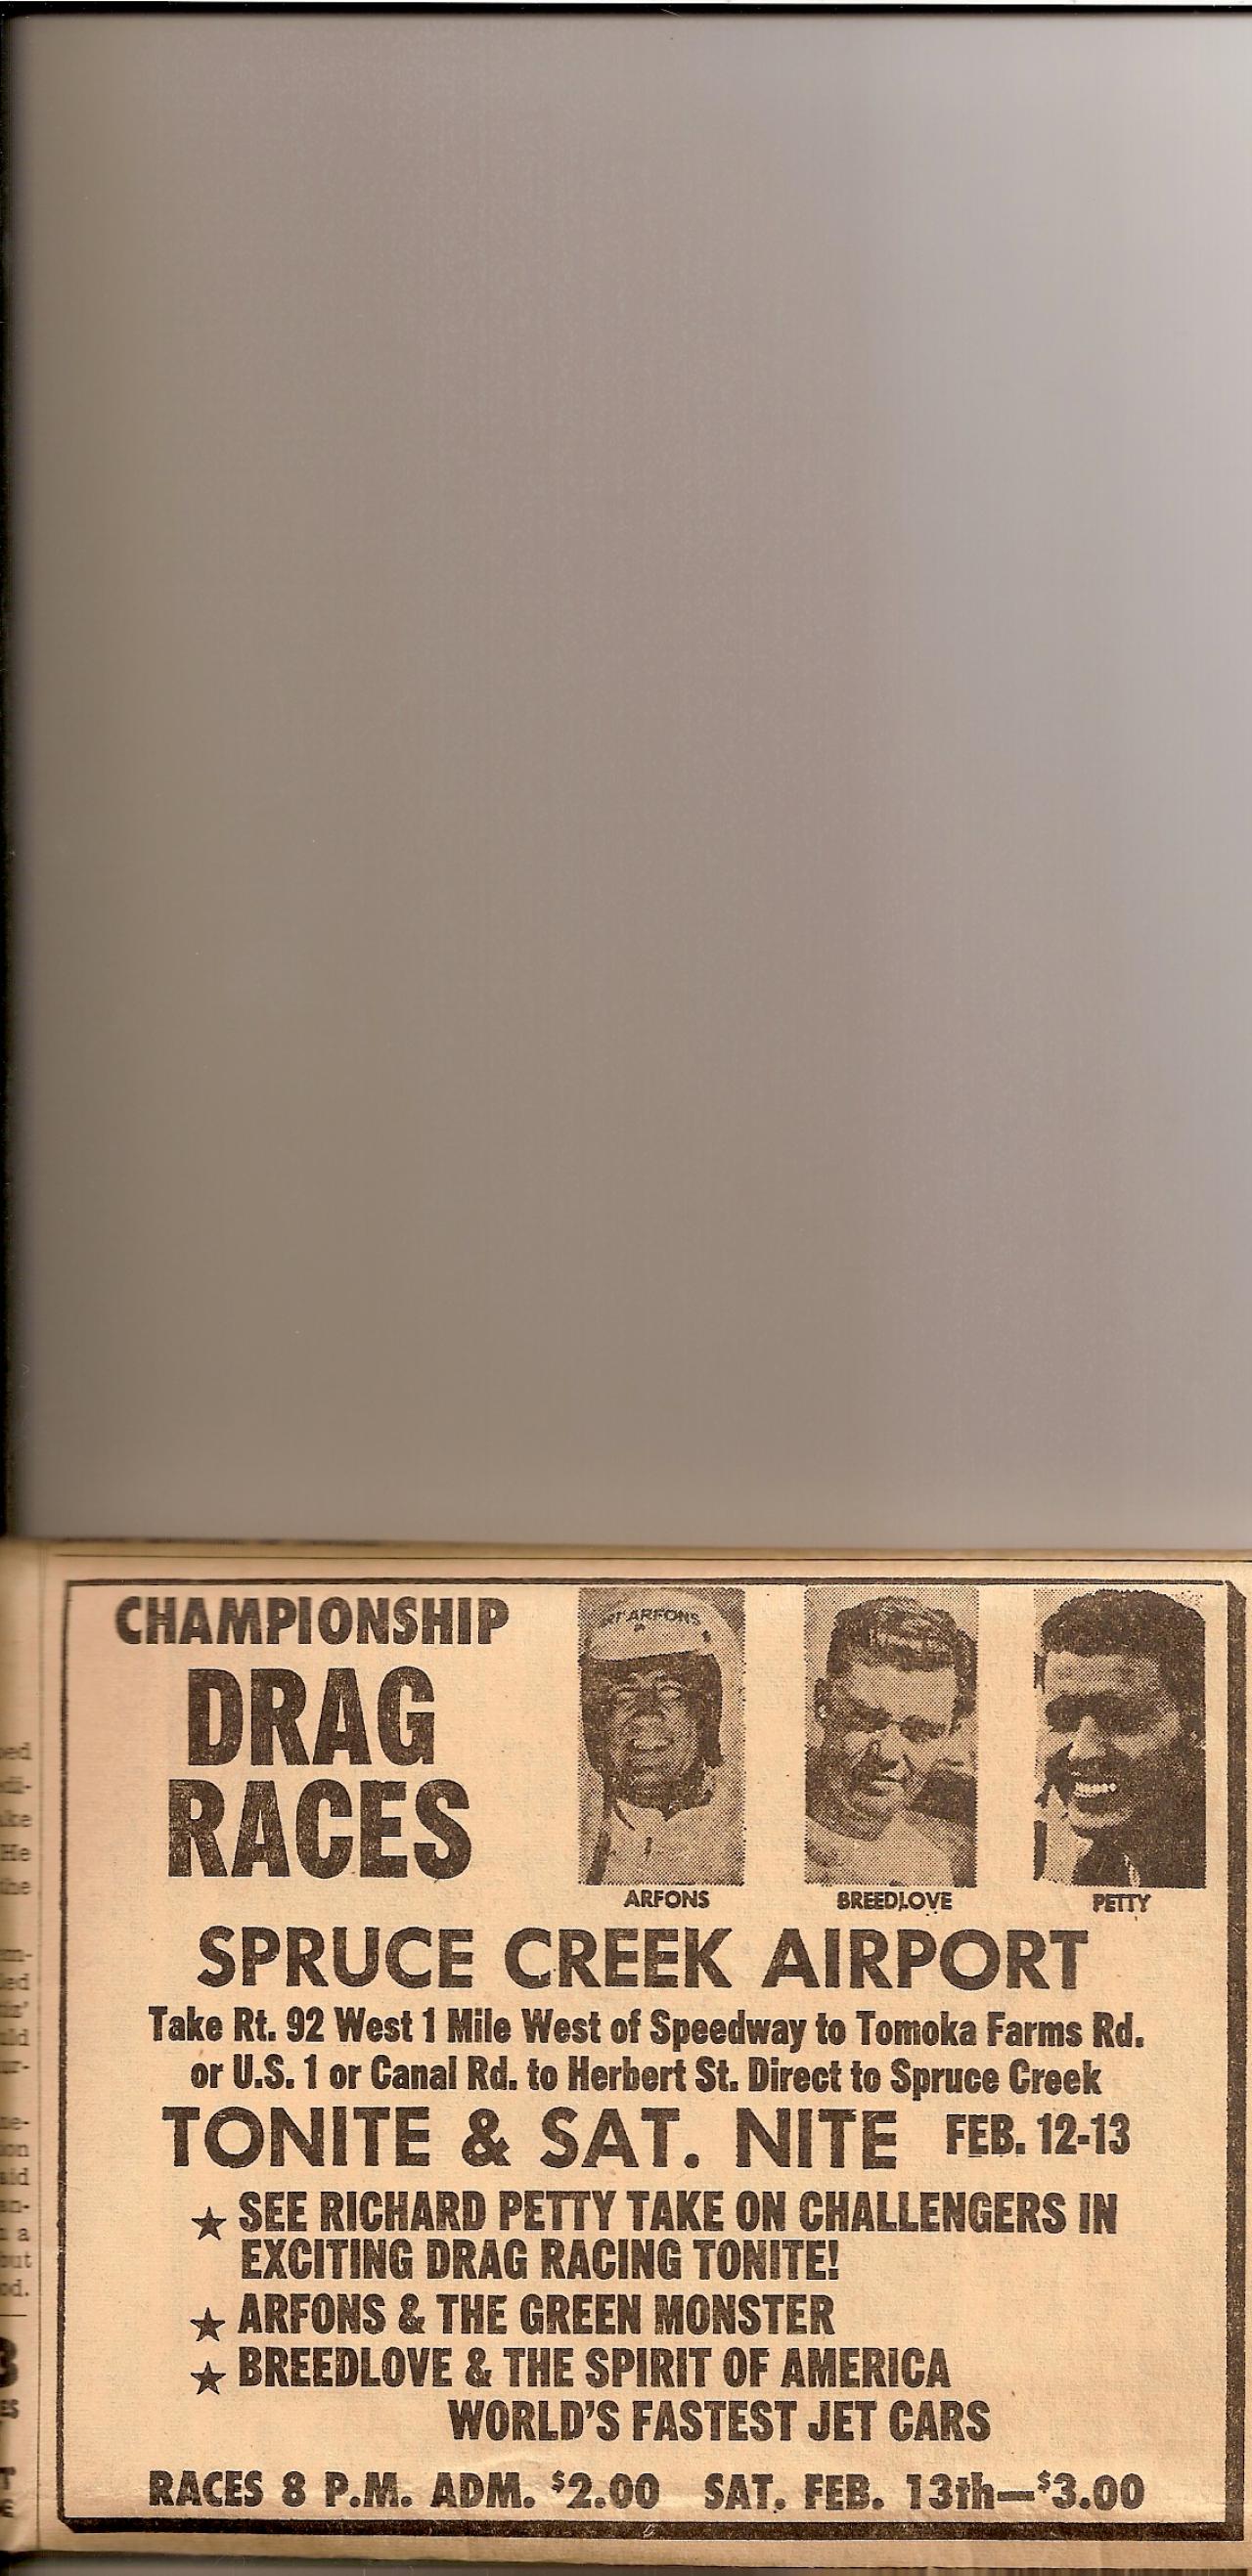 CHAMPIONSHIP
DRAG
RACES
ARFONS
ARFONS
BREEDLOVE
PETTY
SPRUCE CREEK AIRPORT
Take Rt. 92 West 1 Mile West of Speedway to Tomoka Farms Rd.
or U.S. 1 or Canal Rd. to Herbert St. Direct to Spruce Creek
TONITE & SAT. NITE FEB. 12-13
★ SEE RICHARD PETTY TAKE ON CHALLENGERS IN
EXCITING DRAG RACING TONITE!
★ ARFONS & THE GREEN MONSTER
★ BREEDLOVE & THE SPIRIT OF AMERICA
WORLD'S FASTEST JET CARS
RACES 8 P.M. ADM. $2.00 SAT. FEB. 13th—$3.00
He
a
but